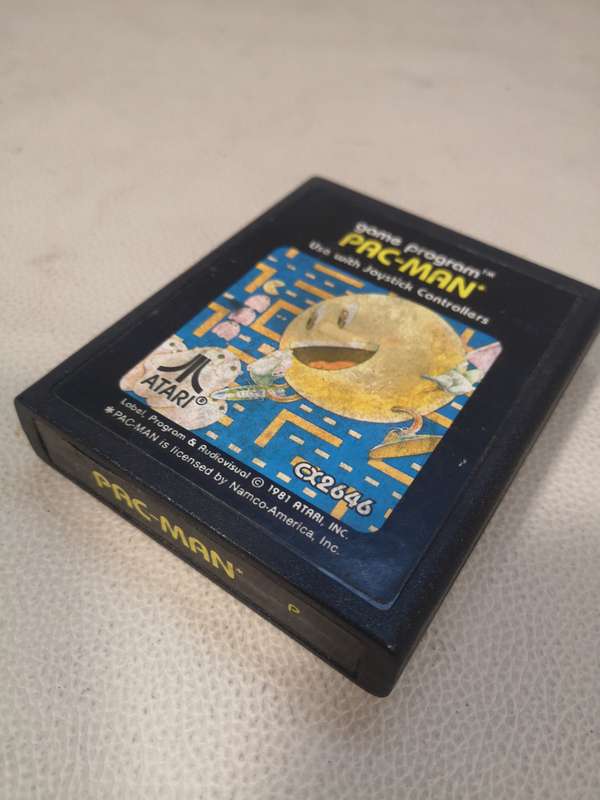 game program™
PAC-MAN*
Use with Joystick Controllers
ATARI®
CX2646
Label, Program & Audiovisual © 1981 ATARI, INC.
*PAC-MAN is licensed by Namco-America, Inc.
PAC-MAN*
P